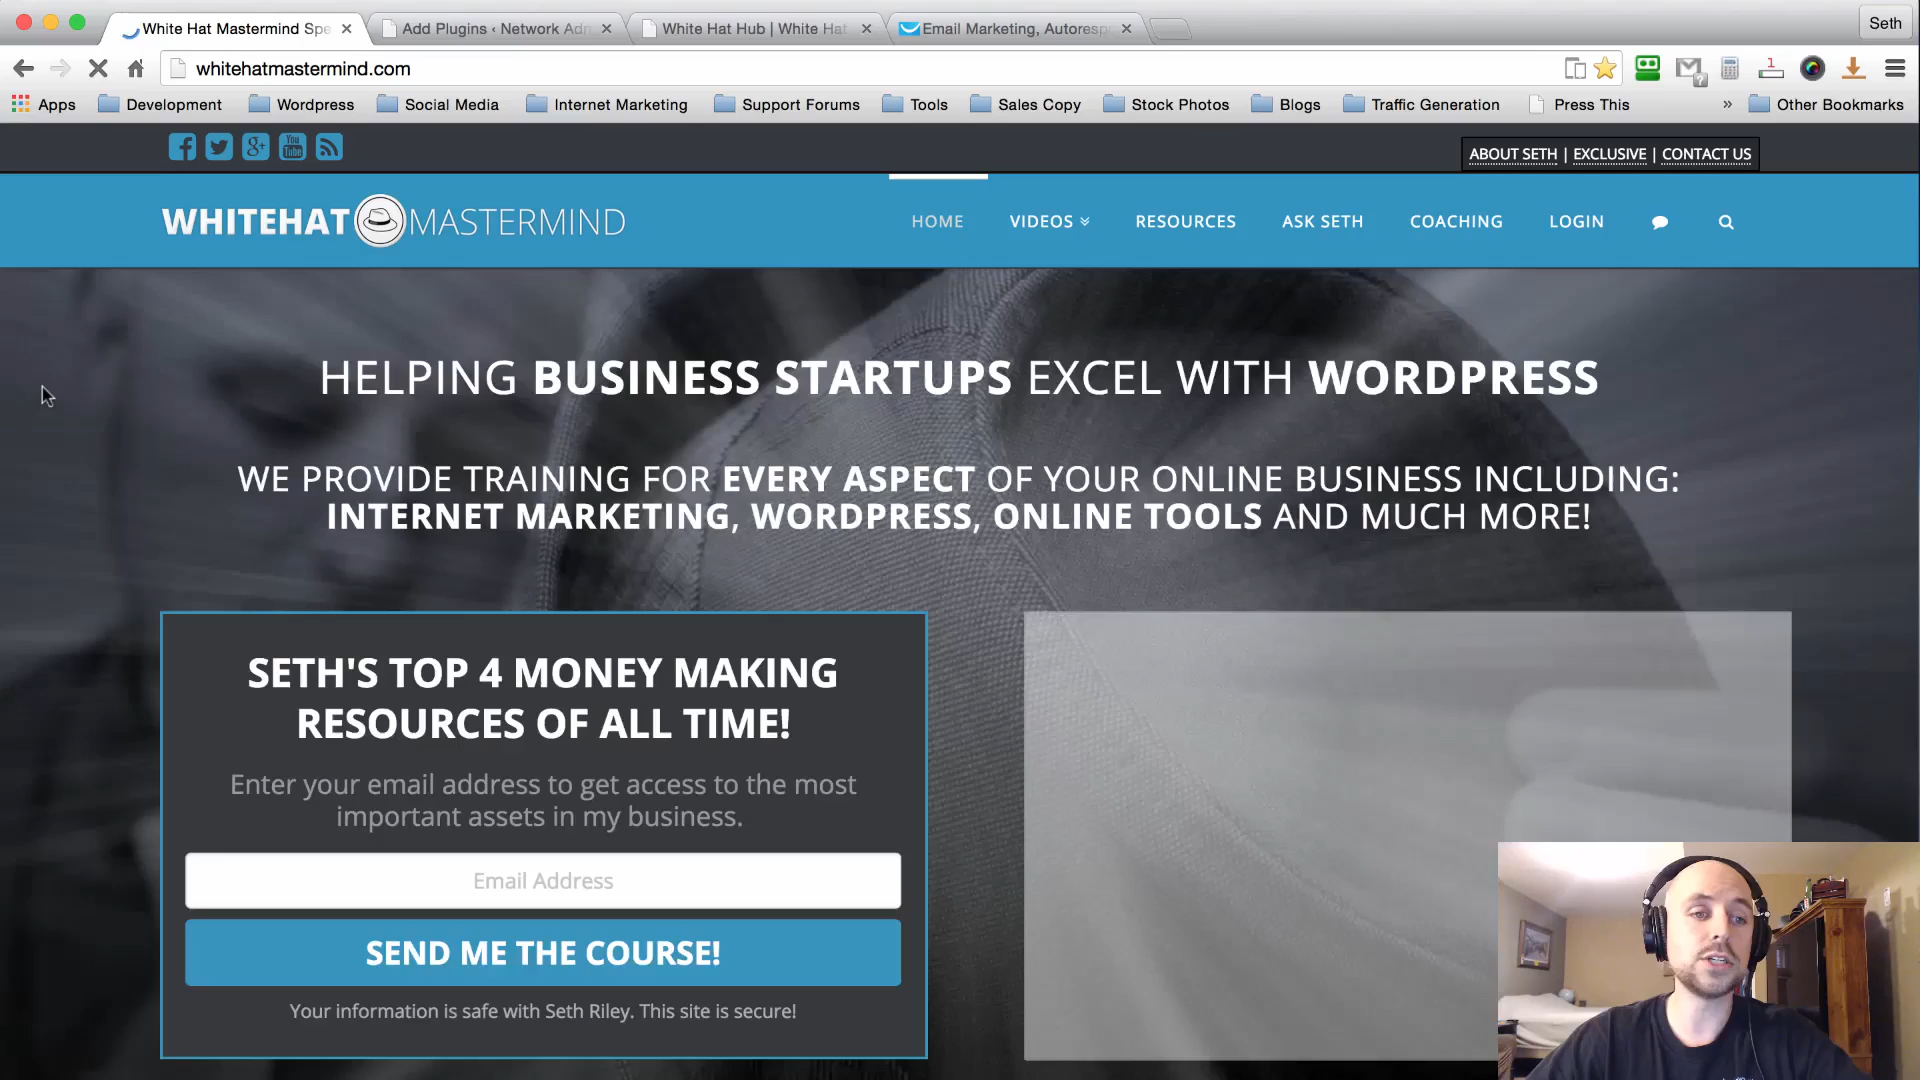 White Hat Mastermind Spe
Add Plugins ‹ Network Adm
White Hat Hub | White Hat
Email Marketing, Autoresp
Seth
whitehatmastermind.com
1
Apps
Development
Wordpress
Social Media
Internet Marketing
Support Forums
Tools
Sales Copy
Stock Photos
Blogs
Traffic Generation
Press This
»
Other Bookmarks
You Tube
ABOUT SETH | EXCLUSIVE | CONTACT US
WHITEHAT MASTERMIND
HOME
VIDEOS
RESOURCES
ASK SETH
COACHING
LOGIN
HELPING BUSINESS STARTUPS EXCEL WITH WORDPRESS
WE PROVIDE TRAINING FOR EVERY ASPECT OF YOUR ONLINE BUSINESS INCLUDING:
INTERNET MARKETING, WORDPRESS, ONLINE TOOLS AND MUCH MORE!
SETH'S TOP 4 MONEY MAKING
RESOURCES OF ALL TIME!
Enter your email address to get access to the most
important assets in my business.
Email Address
SEND ME THE COURSE!
Your information is safe with Seth Riley. This site is secure!